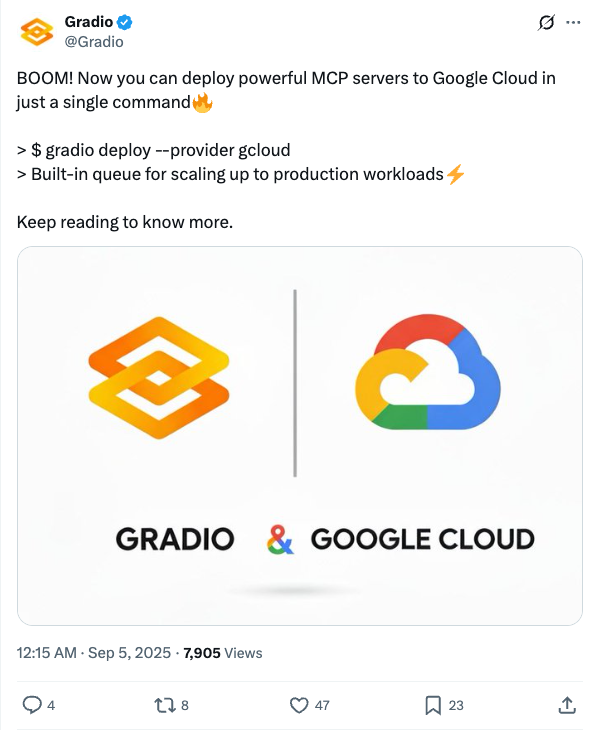 Gradio
@Gradio
BOOM! Now you can deploy powerful MCP servers to Google Cloud in
just a single command🔥
> $ gradio deploy --provider gcloud
> Built-in queue for scaling up to production workloads⚡
Keep reading to know more.
GRADIO & GOOGLE CLOUD
12:15 AM · Sep 5, 2025 · 7,905 Views
4 8 47 23